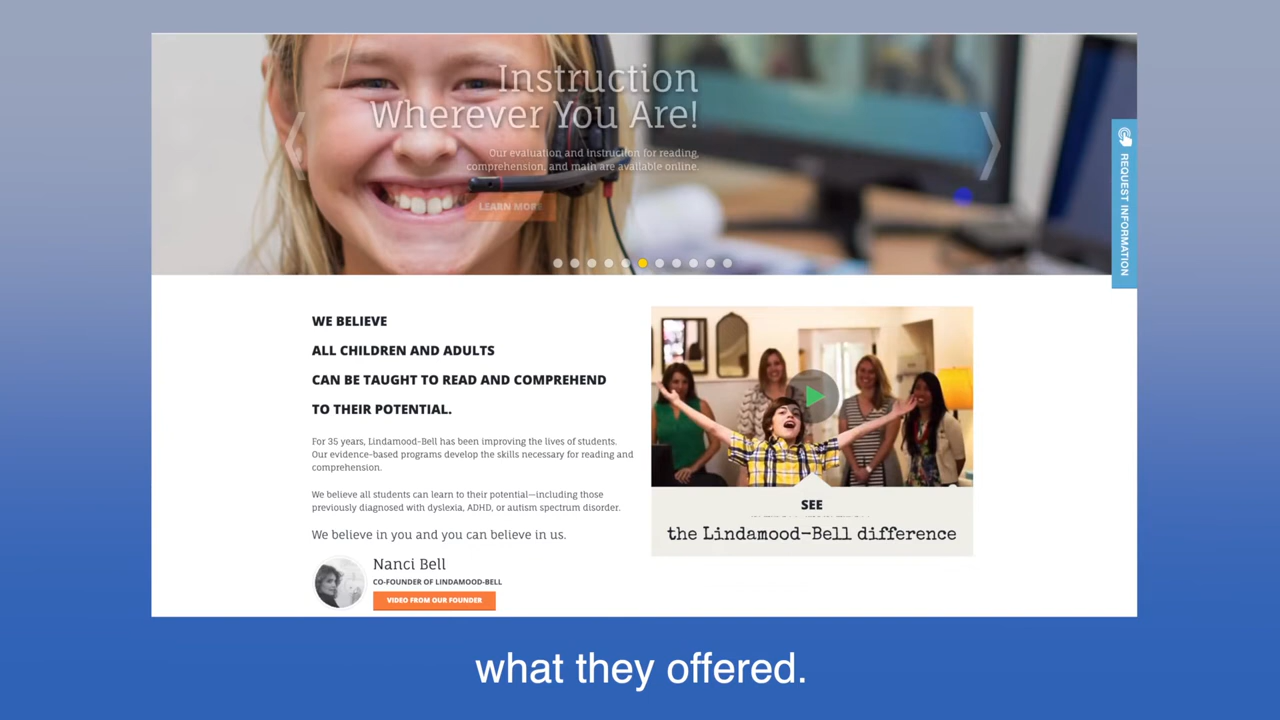 Instruction
Wherever You Are!
Our evaluation and instruction for reading,
comprehension, and math are available online.
LEARN MORE
REQUEST INFORMATION
WE BELIEVE
ALL CHILDREN AND ADULTS
CAN BE TAUGHT TO READ AND COMPREHEND
TO THEIR POTENTIAL.
For 35 years, Lindamood-Bell has been improving the lives of students.
Our evidence-based programs develop the skills necessary for reading and
comprehension.
We believe all students can learn to their potential—including those
previously diagnosed with dyslexia, ADHD, or autism spectrum disorder.
We believe in you and you can believe in us.
Nanci Bell
CO-FOUNDER OF LINDAMOOD-BELL
VIDEO FROM OUR FOUNDER
SEE
the Lindamood-Bell difference
what they offered.